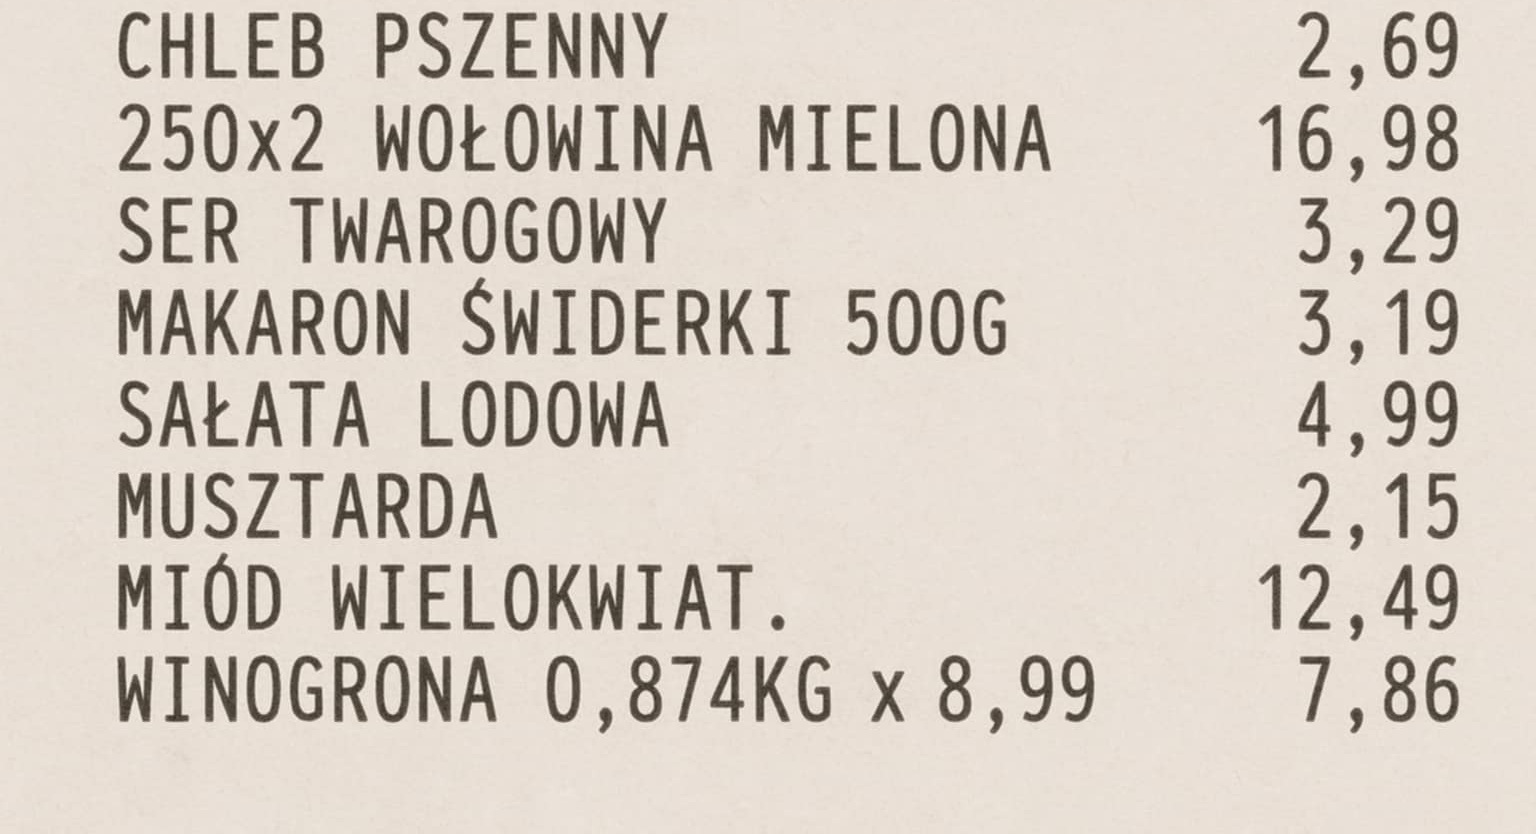 CHLEB PSZENNY 2,69
250x2 WOŁOWINA MIELONA 16,98
SER TWAROGOWY 3,29
MAKARON ŚWIDERKI 500G 3,19
SAŁATA LODOWA 4,99
MUSZTARDA 2,15
MIÓD WIELOKWIAT. 12,49
WINOGRONA 0,874KG x 8,99 7,86